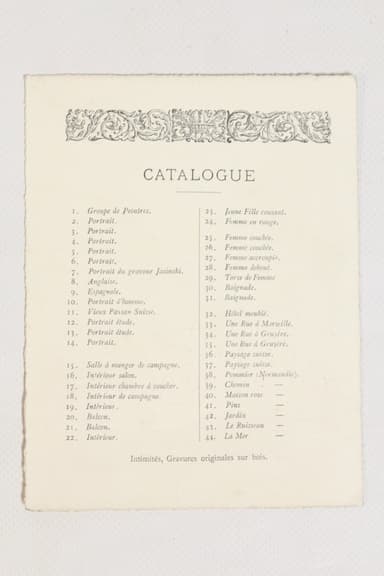 CATALOGUE
1. Groupe de Peintres.
2. Portrait.
3. Portrait.
4. Portrait.
5. Portrait.
6. Portrait.
7. Portrait du graveur Jasinski.
8. Anglaise.
9. Espagnole.
10. Portrait d'homme.
11. Vieux Paysan Suisse.
12. Portrait étude.
13. Portrait étude.
14. Portrait.
15. Salle à manger de campagne.
16. Intérieur salon.
17. Intérieur chambre à coucher.
18. Intérieur de campagne.
19. Intérieur.
20. Balcon.
21. Balcon.
22. Intérieur.
23. Jeune Fille cousant.
24. Femme en rouge.
25. Femme couchée.
26. Femme couchée.
27. Femme accroupie.
28. Femme debout.
29. Torse de Femme
30. Baignade.
31. Baignade.
32. Hôtel meublé.
33. Une Rue à Marseille.
34. Une Rue à Gruyère.
35. Une Rue à Gruyère.
36. Paysage suisse.
37. Paysage suisse.
38. Pommier (Normandie).
39. Chemin —
40. Maison rose —
41. Pins —
42. Jardin —
43. Le Ruisseau —
44. La Mer —
Intimités, Gravures originales sur bois.